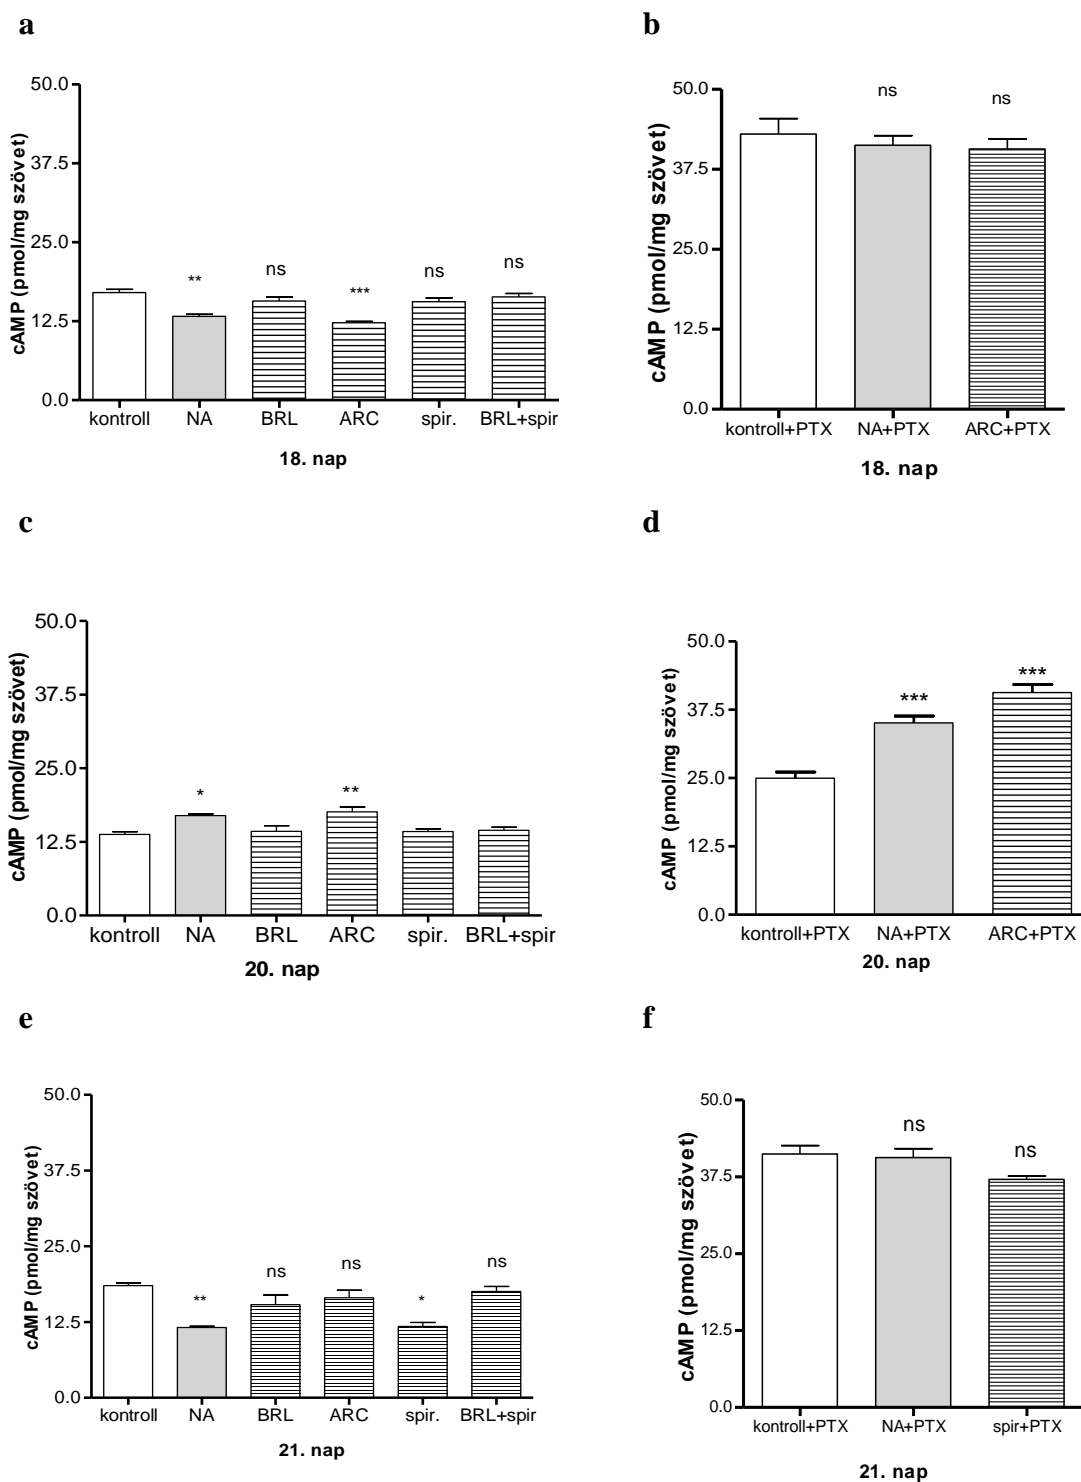 a
cAMP (pmol/mg szövet)
50.0
37.5
25.0
12.5
0.0
**
ns
***
ns
ns
kontroll NA BRL ARC spir. BRL+spir
18. nap
b
cAMP (pmol/mg szövet)
50.0
37.5
25.0
12.5
0.0
ns
ns
kontroll+PTX NA+PTX ARC+PTX
18. nap
c
cAMP (pmol/mg szövet)
50.0
37.5
25.0
12.5
0.0
*
**
kontroll NA BRL ARC spir. BRL+spir
20. nap
d
cAMP (pmol/mg szövet)
50.0
37.5
25.0
12.5
0.0
***
***
kontroll+PTX NA+PTX ARC+PTX
20. nap
e
cAMP (pmol/mg szövet)
50.0
37.5
25.0
12.5
0.0
**
ns
ns
*
ns
kontroll NA BRL ARC spir. BRL+spir
21. nap
f
cAMP (pmol/mg szövet)
50.0
37.5
25.0
12.5
0.0
ns
ns
kontroll+PTX NA+PTX spir+PTX
21. nap